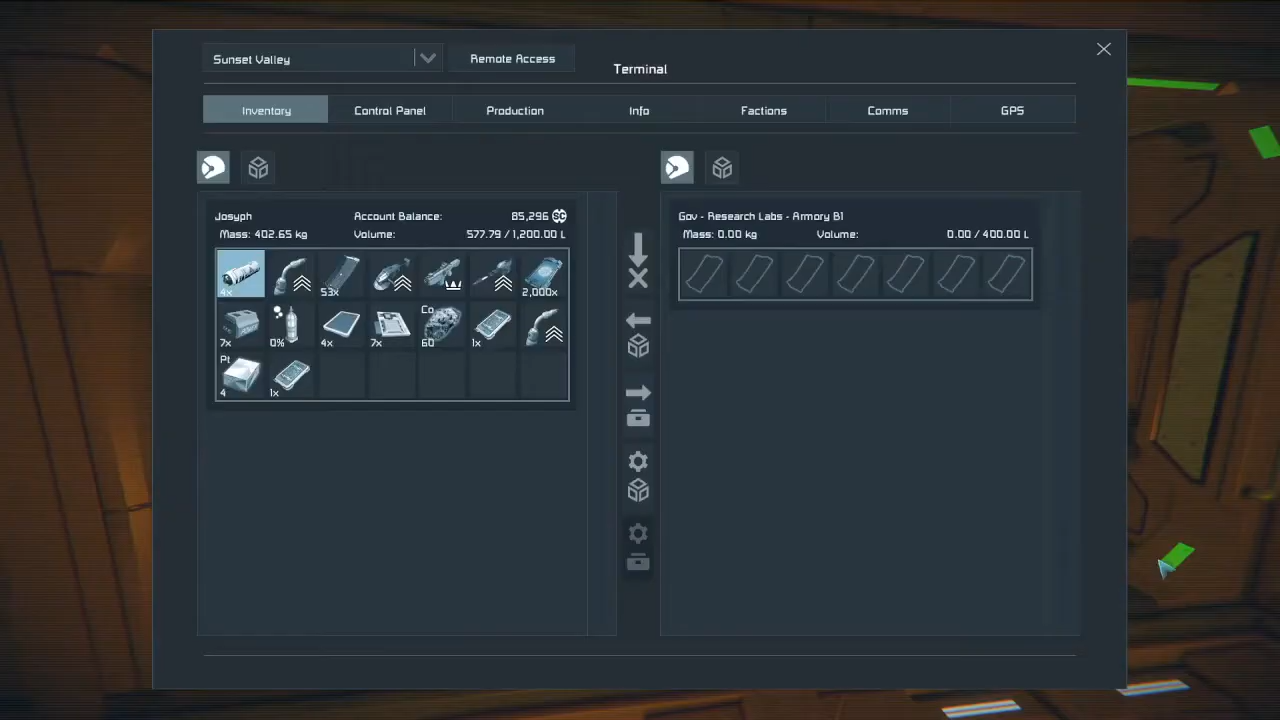 Sunset Valley
Remote Access
Terminal
Inventory
Control Panel
Production
Info
Factions
Comms
GPS
Josyph
Account Balance:
85,296 SC
Mass: 402.65 kg
Volume:
577.79 / 1,200.00 L
4x
53x
2,000x
7x
0%
4x
7x
Co
60
1x
Pt
4
1x
Gov - Research Labs - Armory B1
Mass: 0.00 kg
Volume:
0.00 / 400.00 L